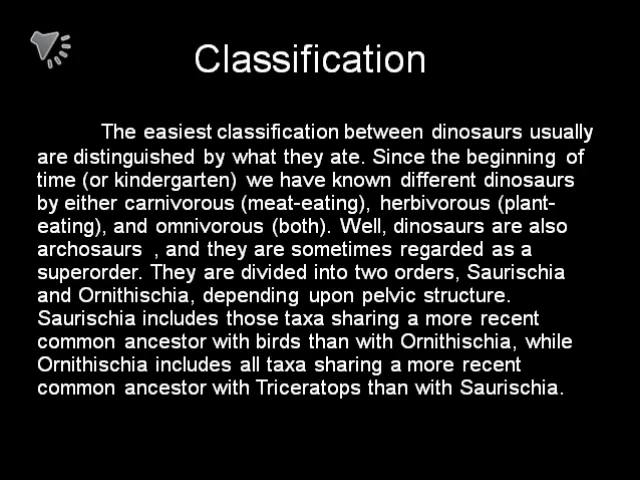 Classification
The easiest classification between dinosaurs usually
are distinguished by what they ate. Since the beginning of
time (or kindergarten) we have known different dinosaurs
by either carnivorous (meat-eating), herbivorous (plant-
eating), and omnivorous (both). Well, dinosaurs are also
archosaurs , and they are sometimes regarded as a
superorder. They are divided into two orders, Saurischia
and Ornithischia, depending upon pelvic structure.
Saurischia includes those taxa sharing a more recent
common ancestor with birds than with Ornithischia, while
Ornithischia includes all taxa sharing a more recent
common ancestor with Triceratops than with Saurischia.